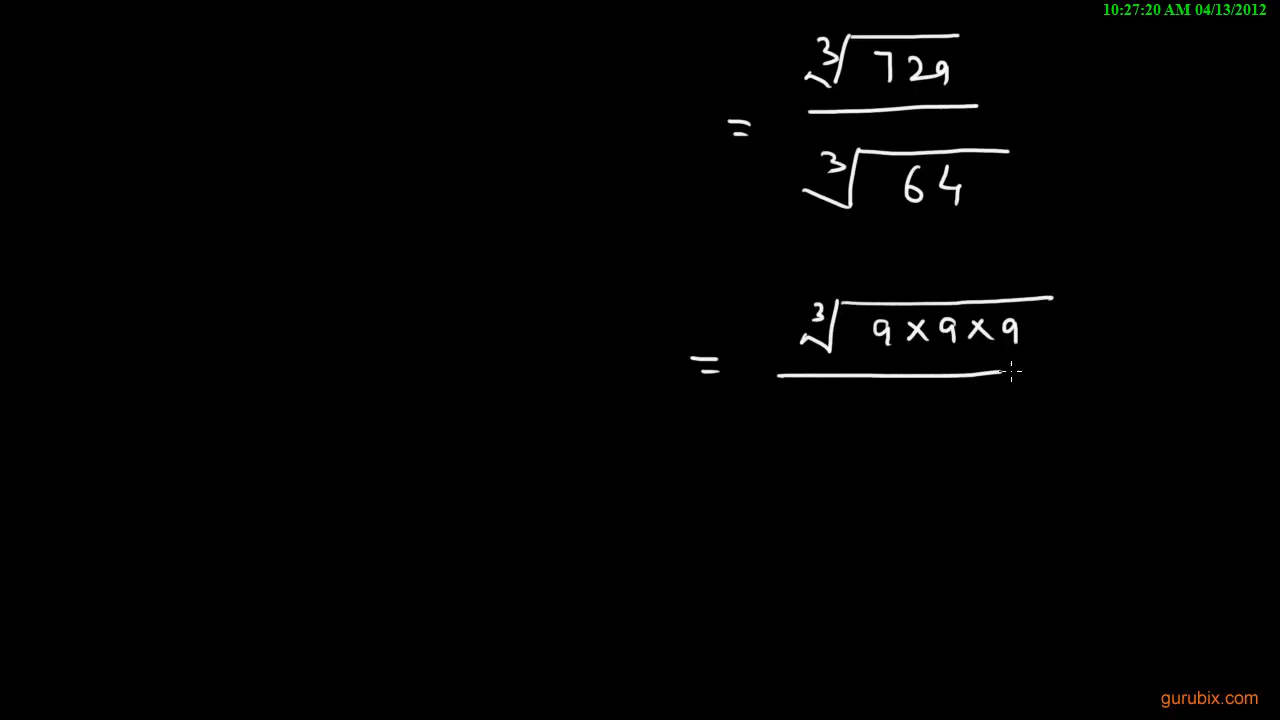 10:27:20 AM 04/13/2012
∛729
=
∛64
∛9×9×9
=
gurubix.com